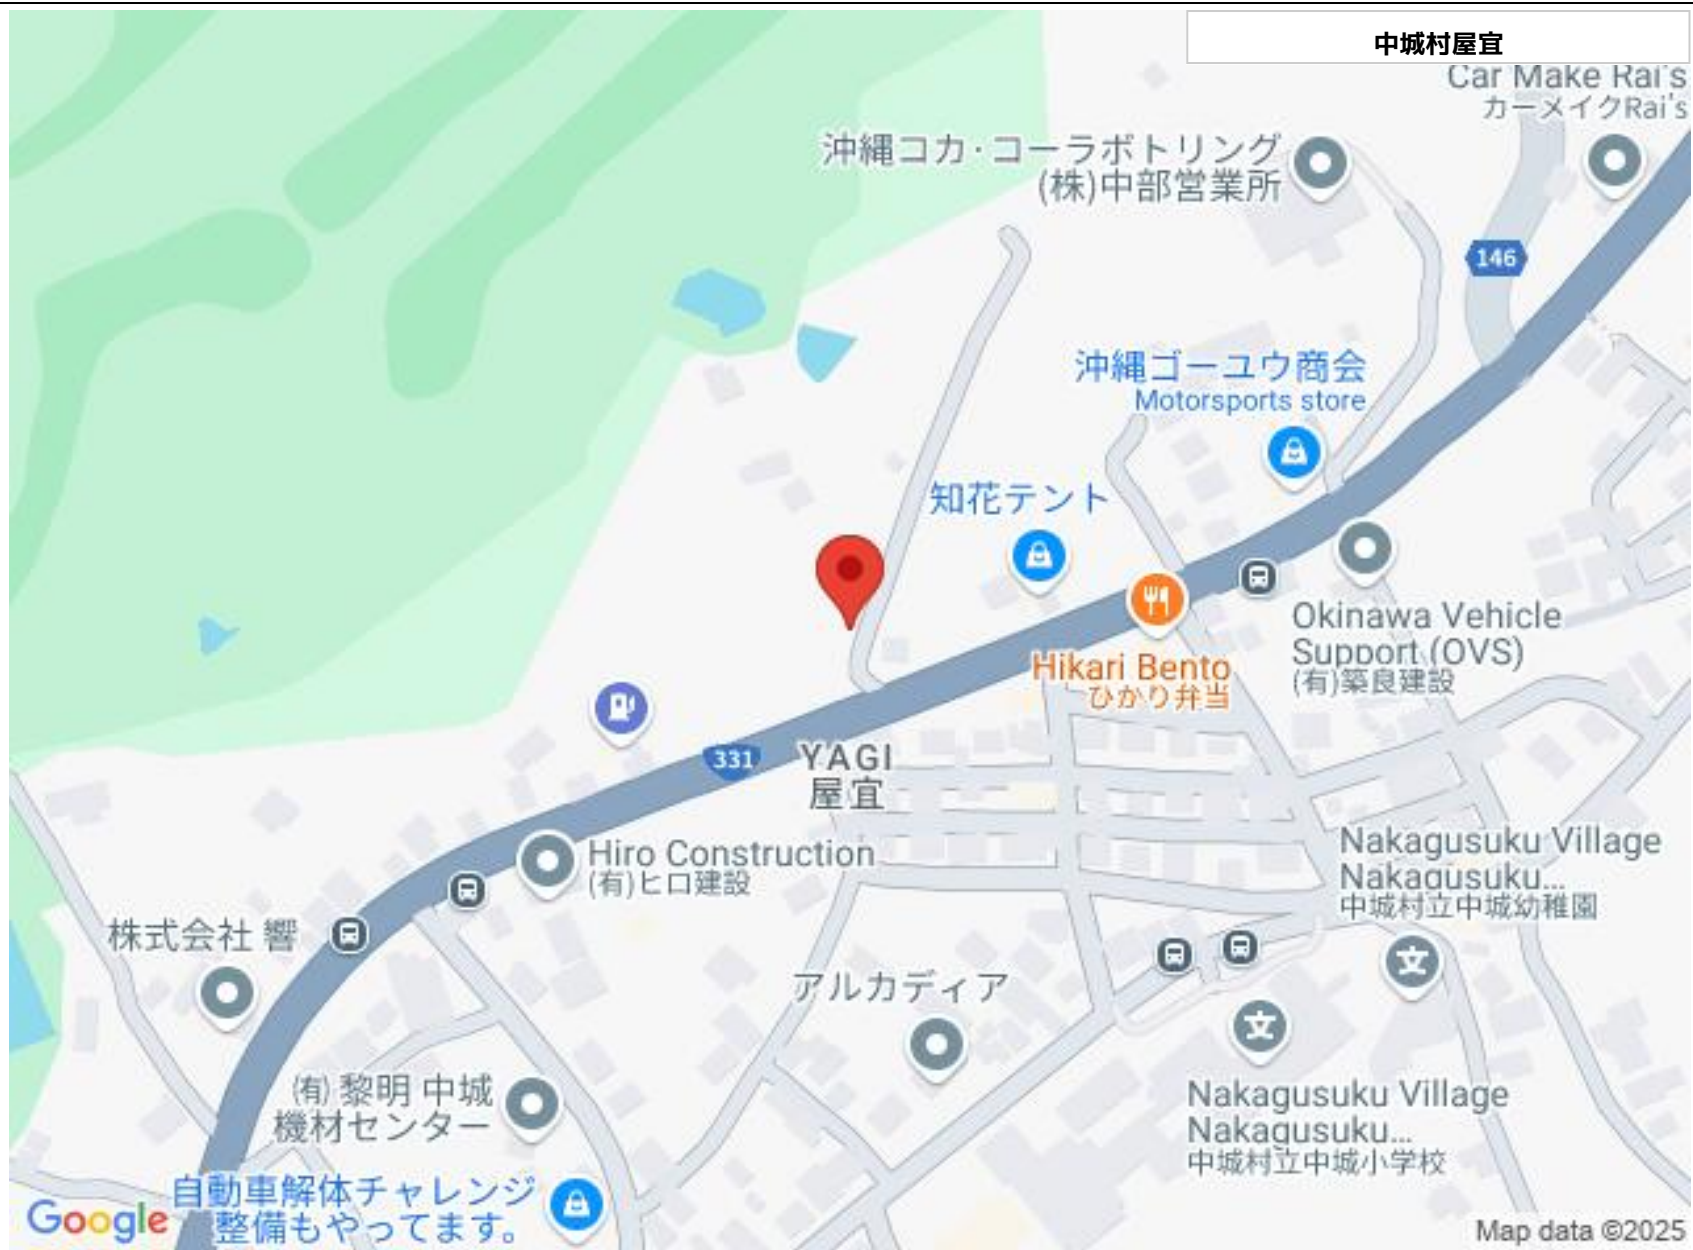 中城村屋宜
Car Make Rai's
カーメイクRai's
沖縄コカ·コーラボトリング
(株)中部営業所
146
沖縄ゴーユウ商会
Motorsports store
知花テント
Okinawa Vehicle
Support (OVS)
(有)築良建設
Hikari Bento
ひかり弁当
331
YAGI
屋宜
Hiro Construction
(有)ヒロ建設
Nakagusuku Village
Nakagusuku...
中城村立中城幼稚園
株式会社 響
アルカディア
(有) 黎明 中城
機材センター
Nakagusuku Village
Nakagusuku...
中城村立中城小学校
自動車解体チャレンジ
整備もやってます。
Google
Map data ©2025
文
文